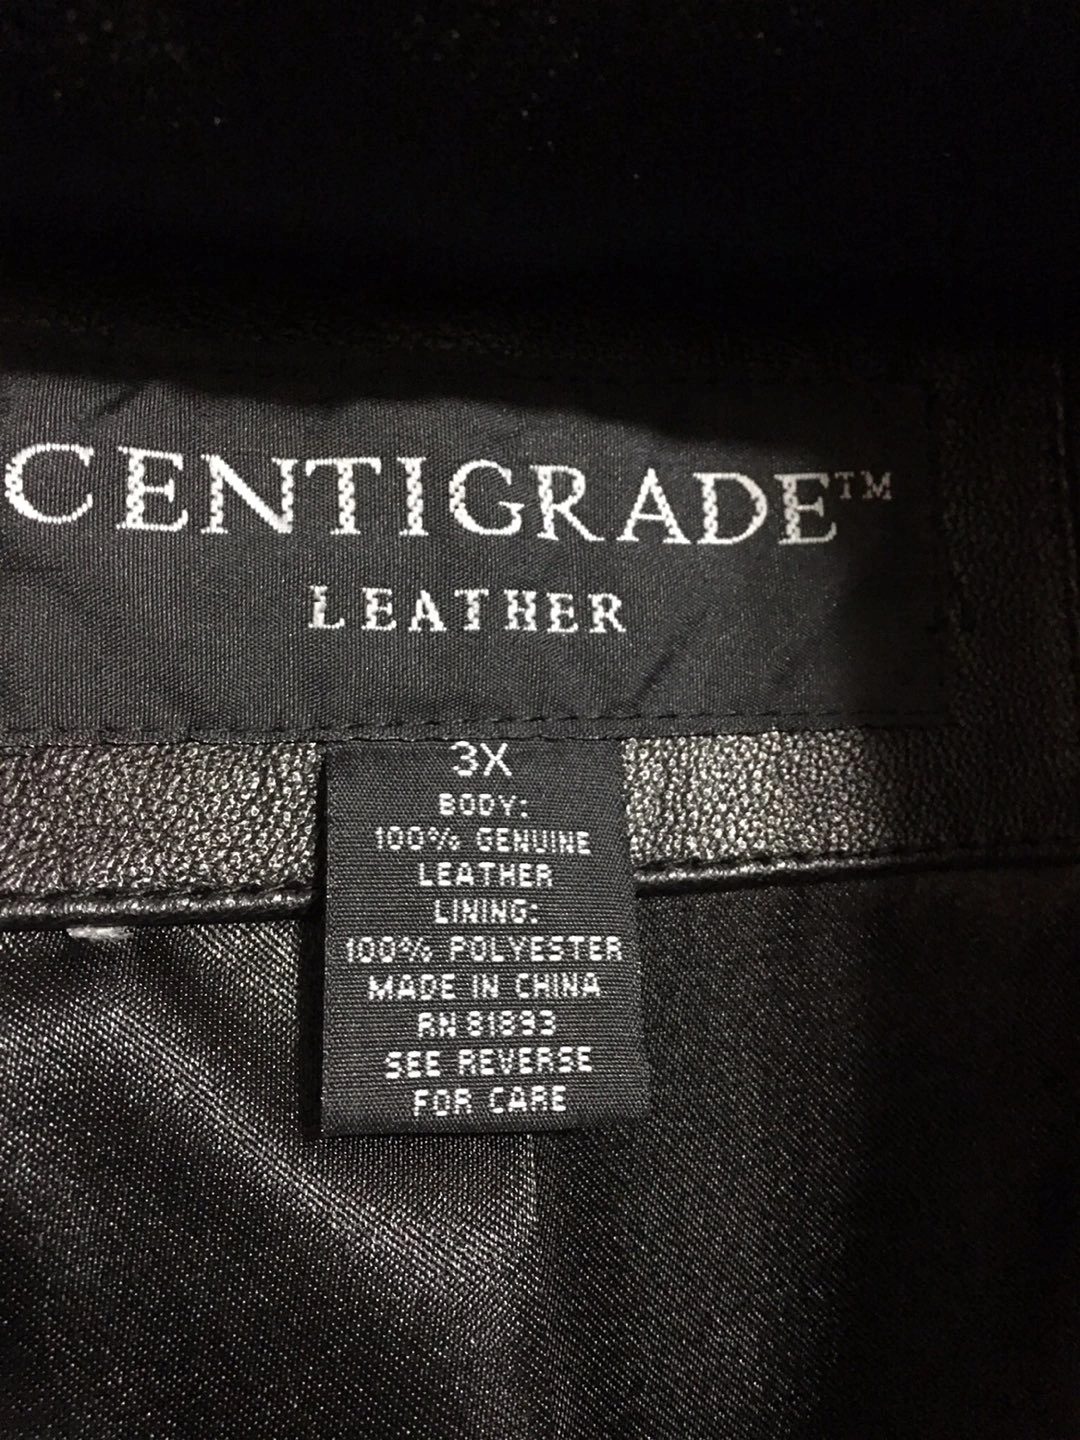 CENTIGRADE™
LEATHER
3X
BODY:
100% GENUINE
LEATHER
LINING:
100% POLYESTER
MADE IN CHINA
RN 81893
SEE REVERSE
FOR CARE